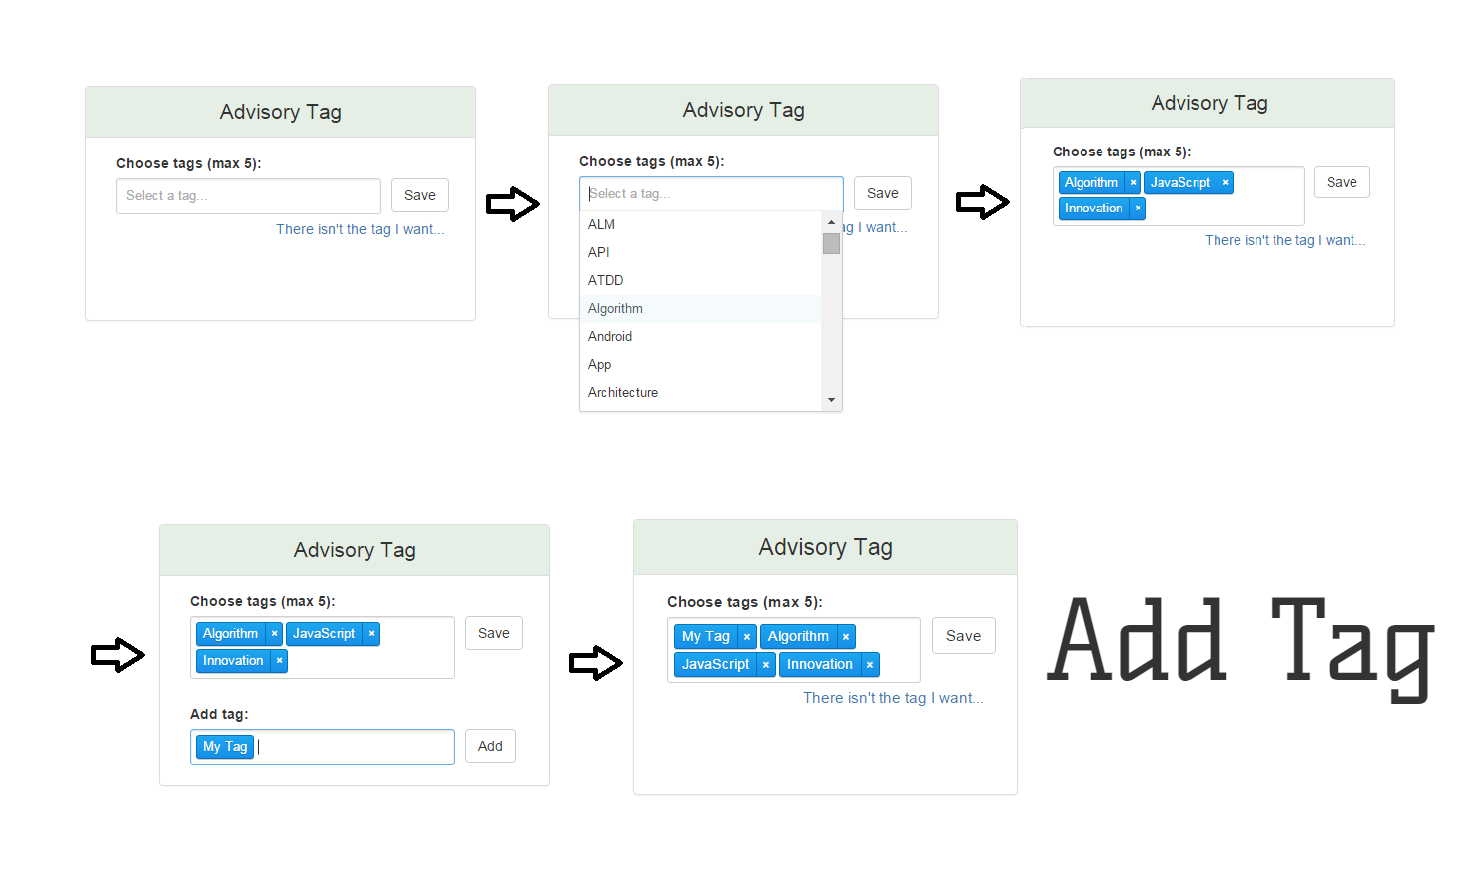 Advisory Tag
Choose tags (max 5):
Select a tag...
Save
There isn't the tag I want...
Advisory Tag
Choose tags (max 5):
Select a tag...
Save
ag I want...
ALM
API
ATDD
Algorithm
Android
App
Architecture
Advisory Tag
Choose tags (max 5):
Algorithm × JavaScript ×
Innovation ×
Save
There isn't the tag I want...
Advisory Tag
Choose tags (max 5):
Algorithm × JavaScript ×
Innovation ×
Save
Add tag:
My Tag
Add
Advisory Tag
Choose tags (max 5):
My Tag × Algorithm ×
JavaScript × Innovation ×
Save
There isn't the tag I want...
Add Tag